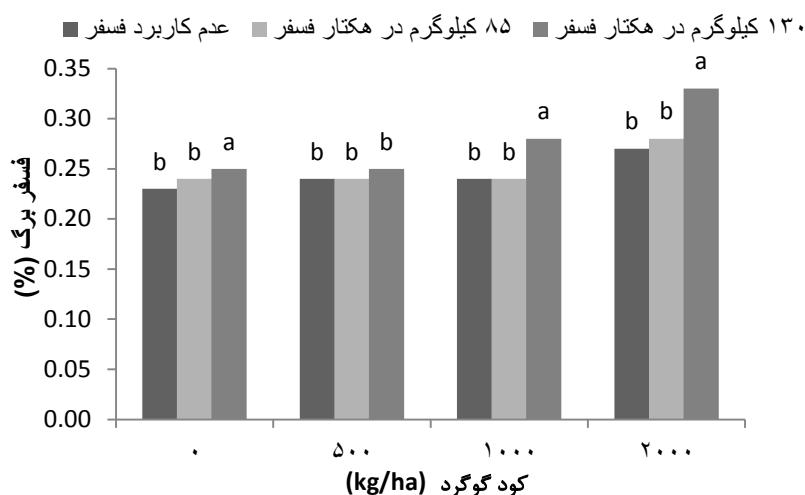 عدم کاربرد فسفر ۸۵ کیلوگرم در هکتار فسفر ۱۳۰ کیلوگرم در هکتار فسفر
0.35
0.30
0.25
0.20
0.15
0.10
0.05
0.00
فسفر برگ (%)
b b a
b b b
b b a
b b a
۰ ۵۰۰ ۱۰۰۰ ۲۰۰۰
کود گوگرد (kg/ha)